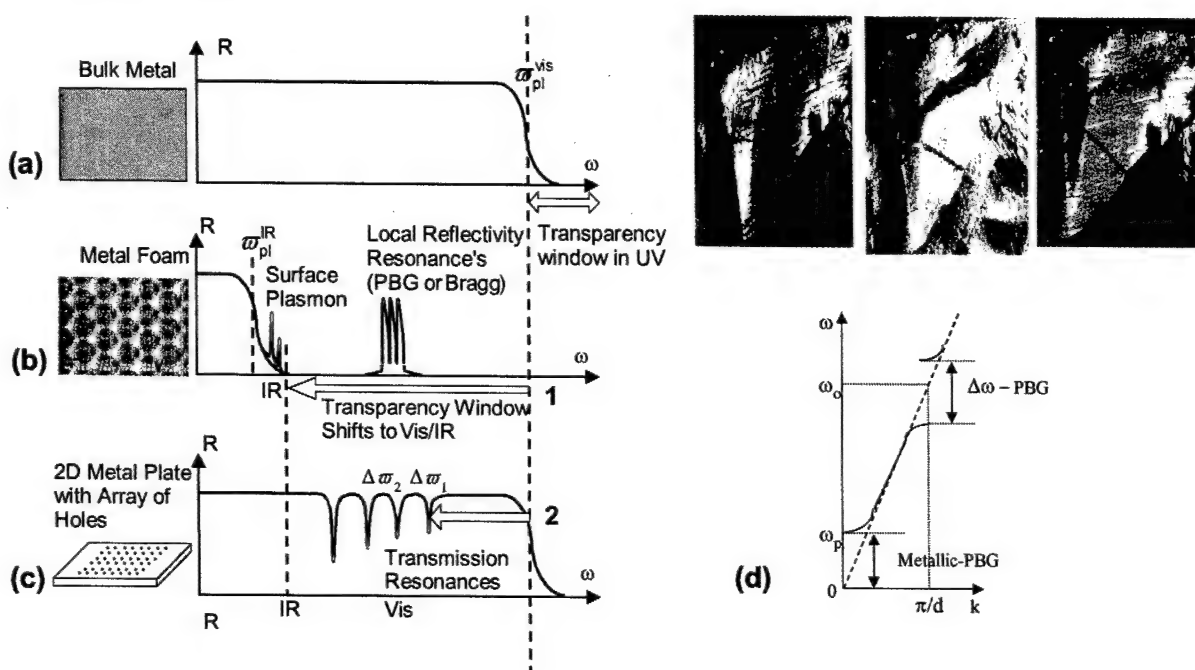 R
Bulk Metal
ϖ_pl^vis
(a)
ω
R
Metal Foam
ϖ_pl^IR
Surface
Plasmon
Local Reflectivity
Resonance's
(PBG or Bragg)
Transparency
window in UV
(b)
ω
IR
1
Transparency Window
Shifts to Vis/IR
R
2D Metal Plate
with Array of
Holes
Δϖ₂ Δϖ₁
2
(c)
Transmission
Resonances
ω
R
IR
Vis
ω
ω_o
Δω – PBG
ω_p
Metallic-PBG
0
π/d
k
(d)